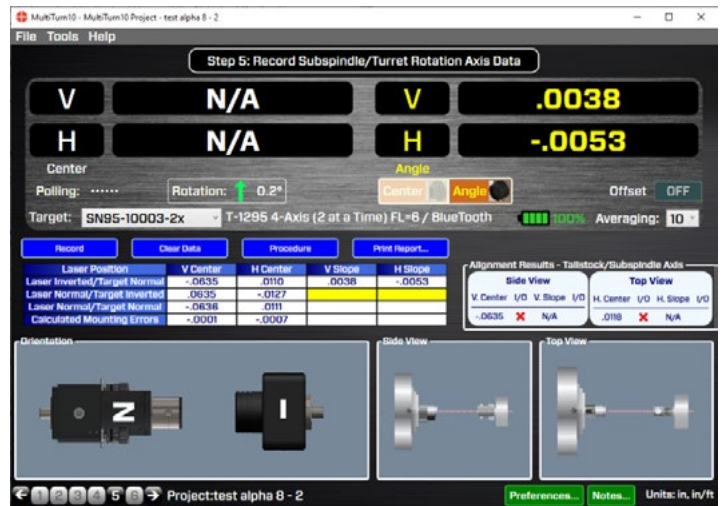 MultiTurn10 - MultiTurn10 Project - test alpha 8 - 2
File Tools Help
Step 5: Record Subspindle/Turret Rotation Axis Data
V N/A V .0038
H N/A H -.0053
Center Angle
Polling: ...... Rotation: 0.2° Center Angle Offset OFF
Target: SN95-10003-2x T-1295 4-Axis (2 at a Time) FL=6 / BlueTooth 100% Averaging: 10
Record Clear Data Procedure Print Report...
Laser Position V Center H Center V Slope H Slope
Laser Inverted/Target Normal -.0635 .0110 .0038 -.0053
Laser Normal/Target Inverted .0635 -.0127
Laser Normal/Target Normal -.0636 .0111
Calculated Mounting Errors -.0001 -.0007
Alignment Results - Tailstock/Subspindle Axis
Side View Top View
V. Center I/O V. Slope I/O H. Center I/O H. Slope I/O
-.0635 N/A .0118 N/A
Orientation Side View Top View
N I
1 2 3 4 5 6 Project:test alpha 8 - 2 Preferences... Notes... Units: in, in/ft